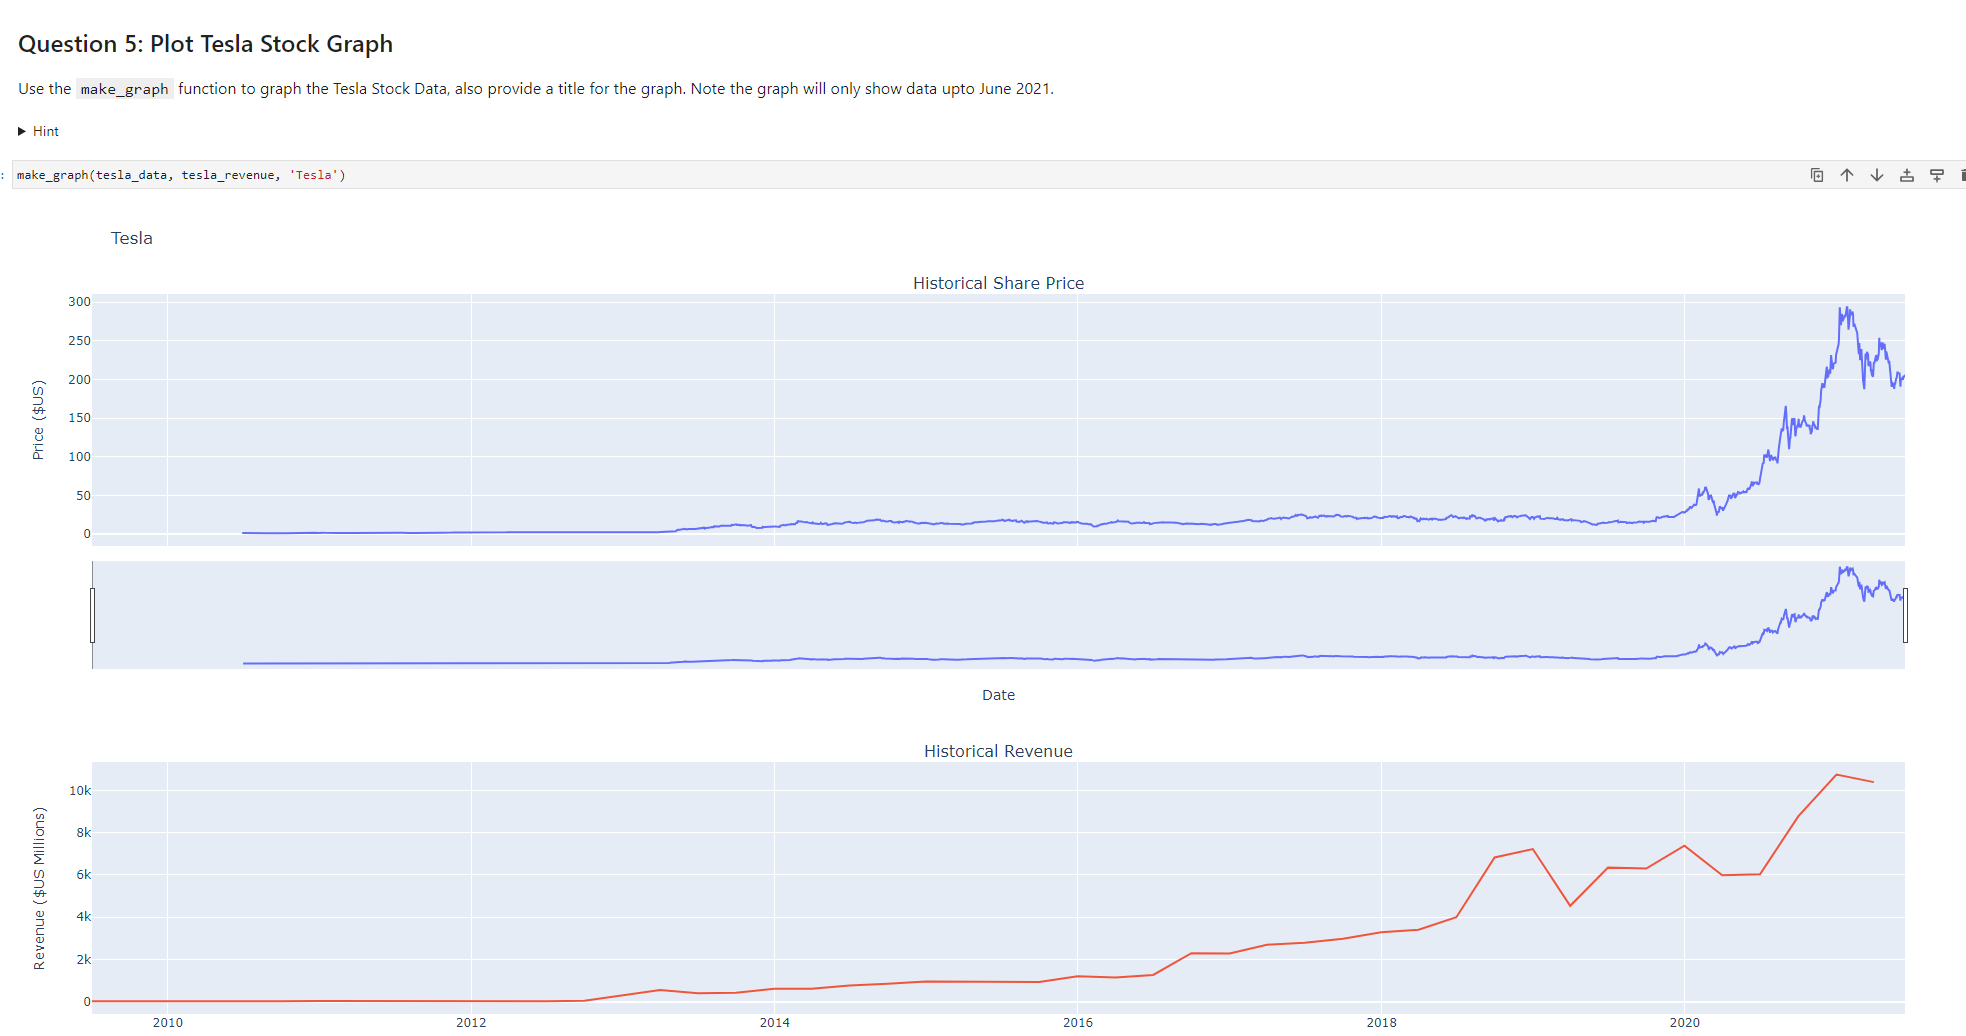 Question 5: Plot Tesla Stock Graph
Use the make_graph function to graph the Tesla Stock Data, also provide a title for the graph. Note the graph will only show data upto June 2021.
Hint
: make_graph(tesla_data, tesla_revenue, 'Tesla')
Tesla
Historical Share Price
300
250
200
150
100
50
0
Price ($US)
Date
Historical Revenue
10k
8k
6k
4k
2k
0
Revenue ($US Millions)
2010 2012 2014 2016 2018 2020